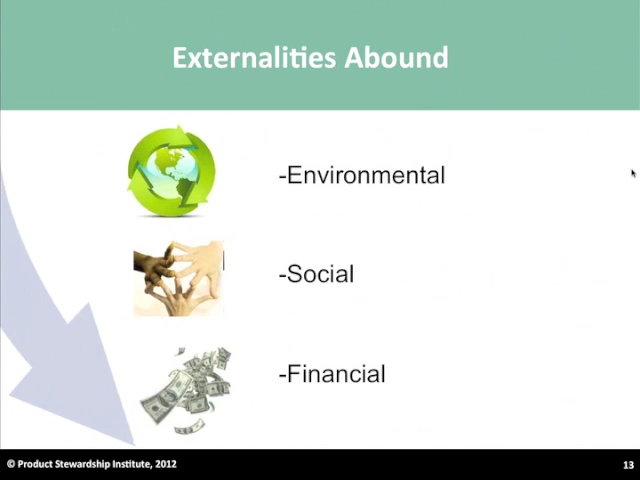 Externalities Abound
-Environmental
-Social
-Financial
© Product Stewardship Institute, 2012
13